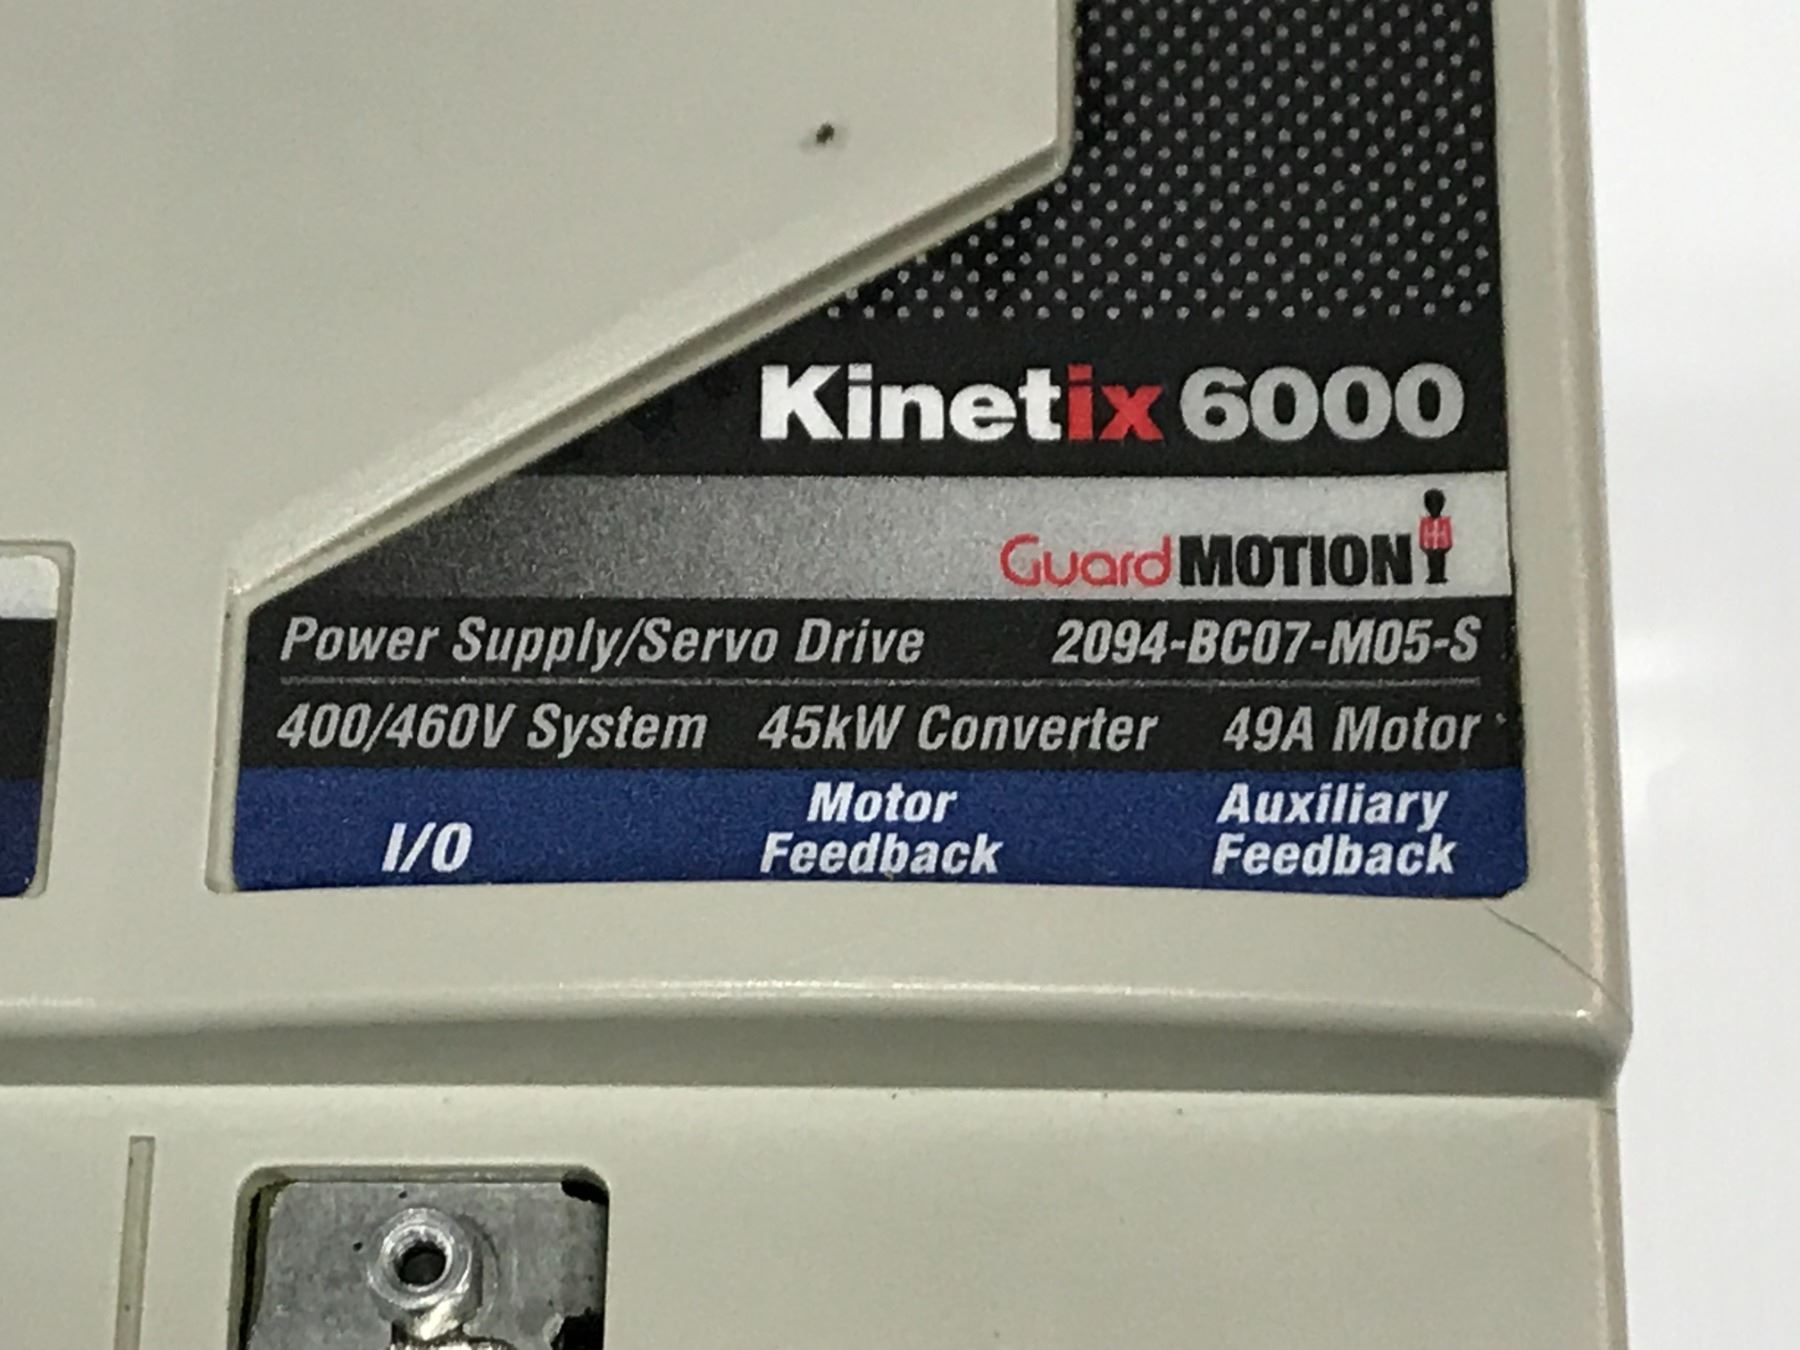 Kinetix 6000
GuardMOTION
Power Supply/Servo Drive 2094-BC07-M05-S
400/460V System 45kW Converter 49A Motor
I/O Motor Feedback Auxiliary Feedback